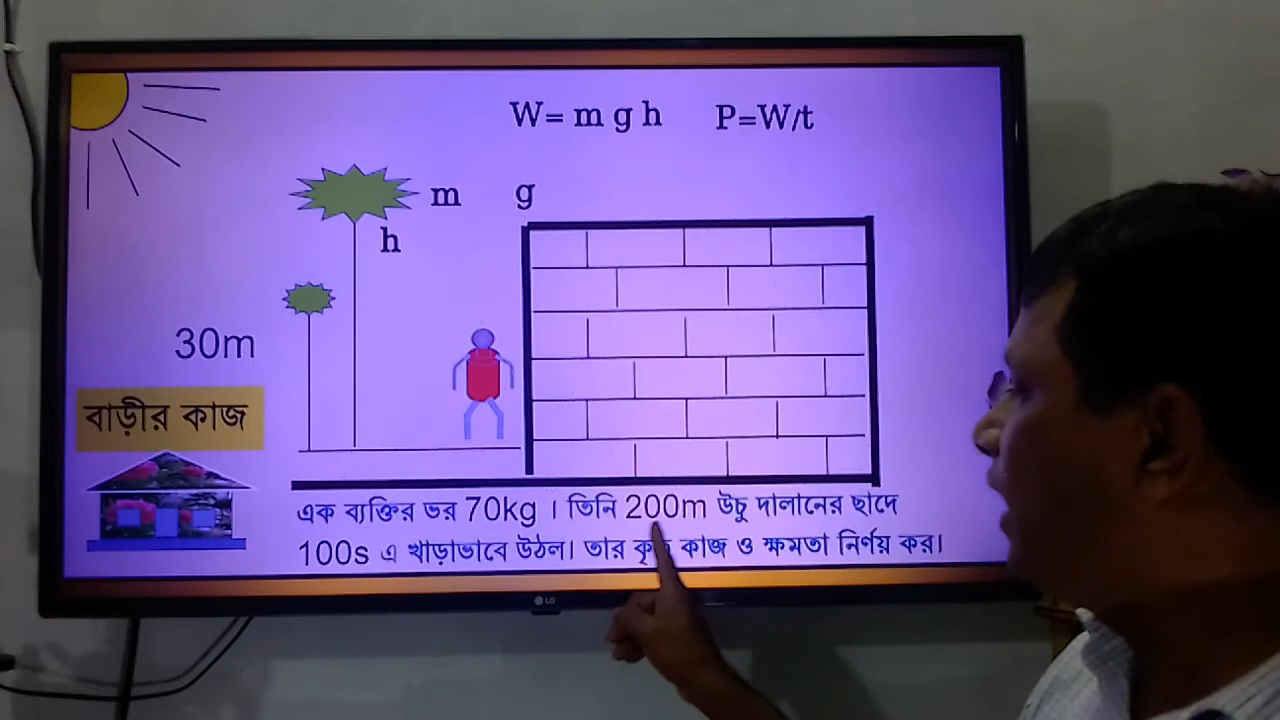 W= m g h P=W/t
m g
h
30m
বাড়ীর কাজ
এক ব্যক্তির ভর 70kg । তিনি 200m উচু দালানের ছাদে
100s এ খাড়াভাবে উঠল। তার কৃত কাজ ও ক্ষমতা নির্ণয় কর।
LG